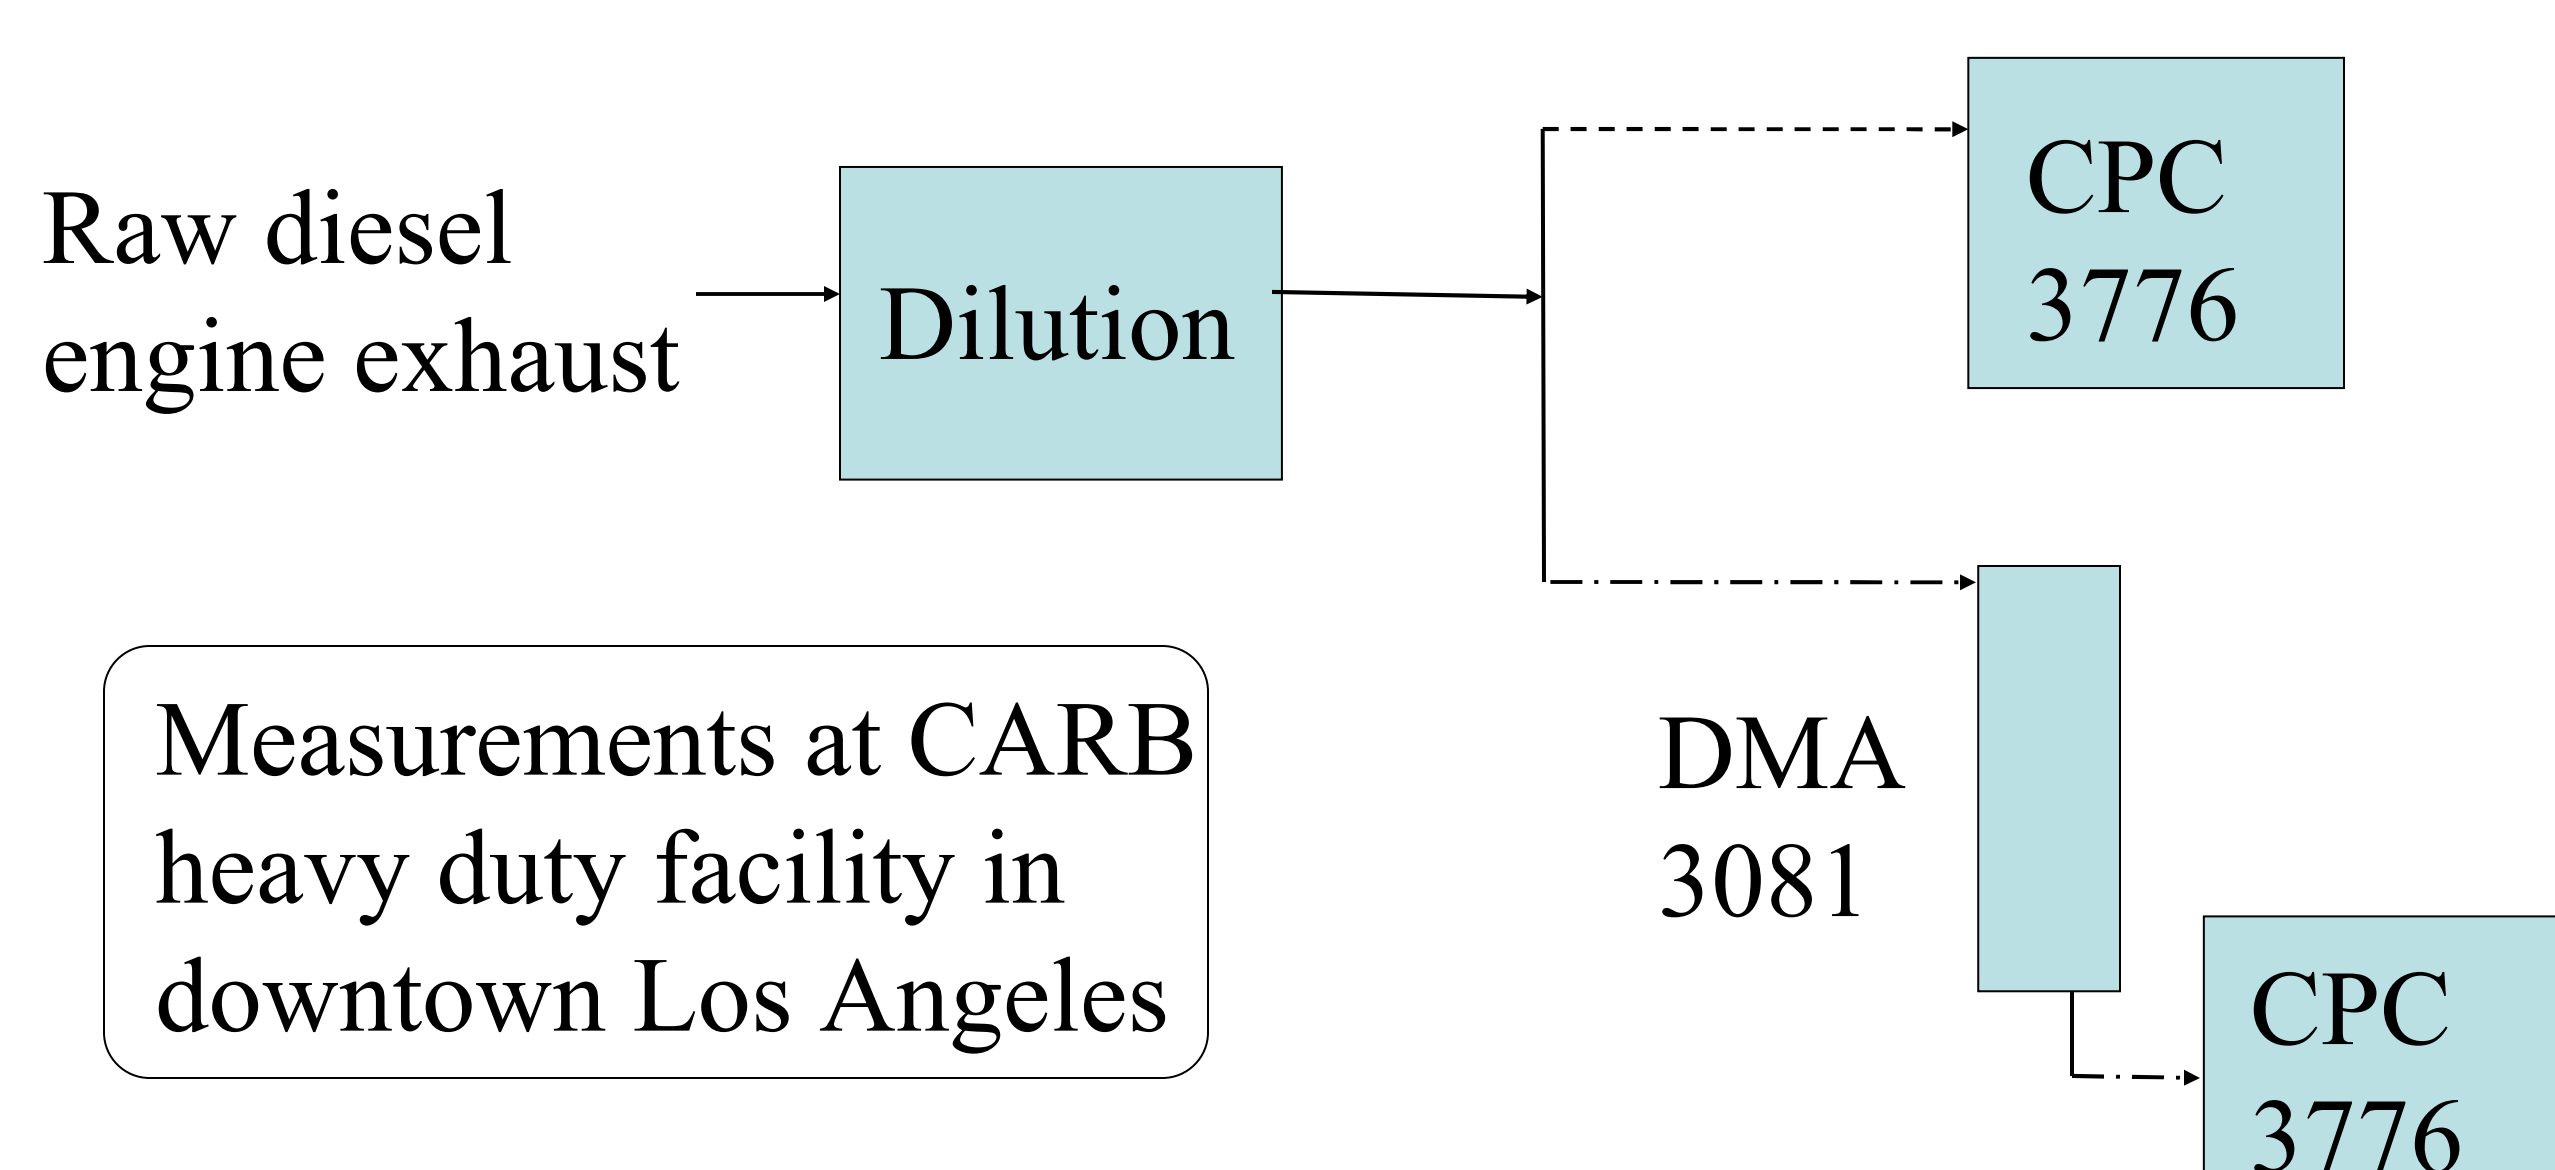 Raw diesel
engine exhaust
Dilution
CPC
3776
Measurements at CARB
heavy duty facility in
downtown Los Angeles
DMA
3081
CPC
3776